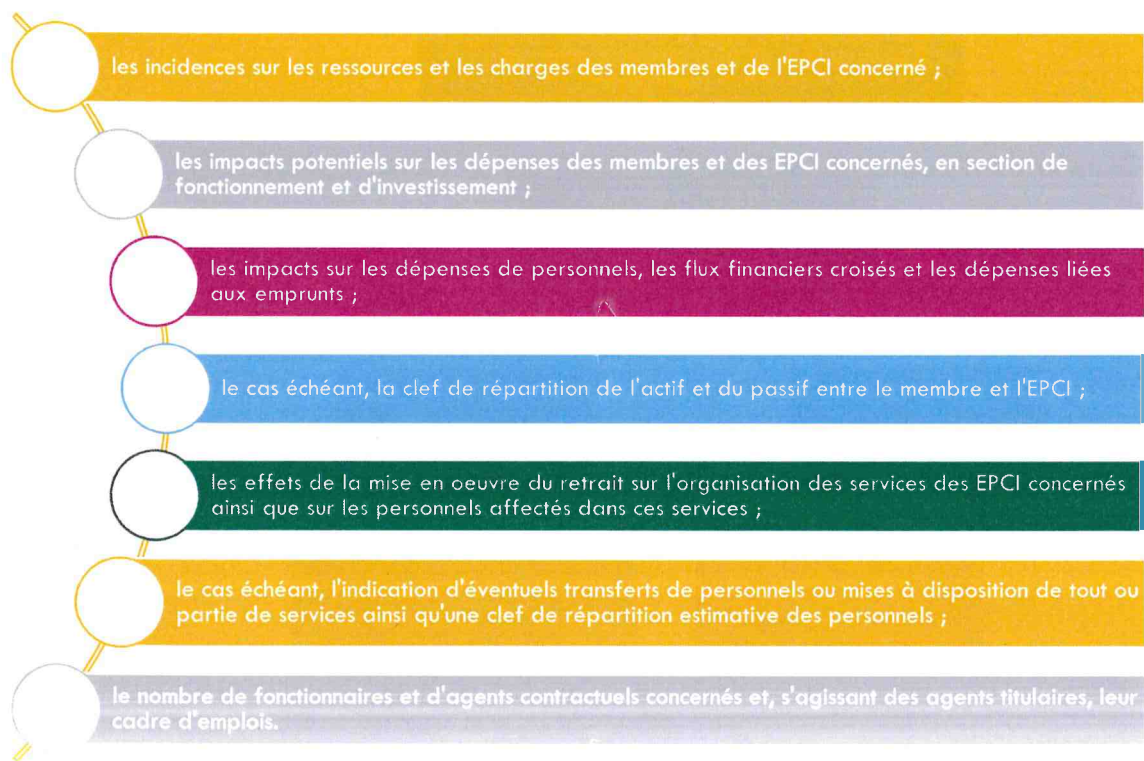 les incidences sur les ressources et les charges des membres et de l'EPCI concerné ;
les impacts potentiels sur les dépenses des membres et des EPCI concernés, en section de
fonctionnement et d'investissement ;
les impacts sur les dépenses de personnels, les flux financiers croisés et les dépenses liées
aux emprunts ;
le cas échéant, la clef de répartition de l'actif et du passif entre le membre et l'EPCI ;
les effets de la mise en oeuvre du retrait sur l'organisation des services des EPCI concernés
ainsi que sur les personnels affectés dans ces services ;
le cas échéant, l'indication d'éventuels transferts de personnels ou mises à disposition de tout ou
partie de services ainsi qu'une clef de répartition estimative des personnels ;
le nombre de fonctionnaires et d'agents contractuels concernés et, s'agissant des agents titulaires, leur
cadre d'emplois.